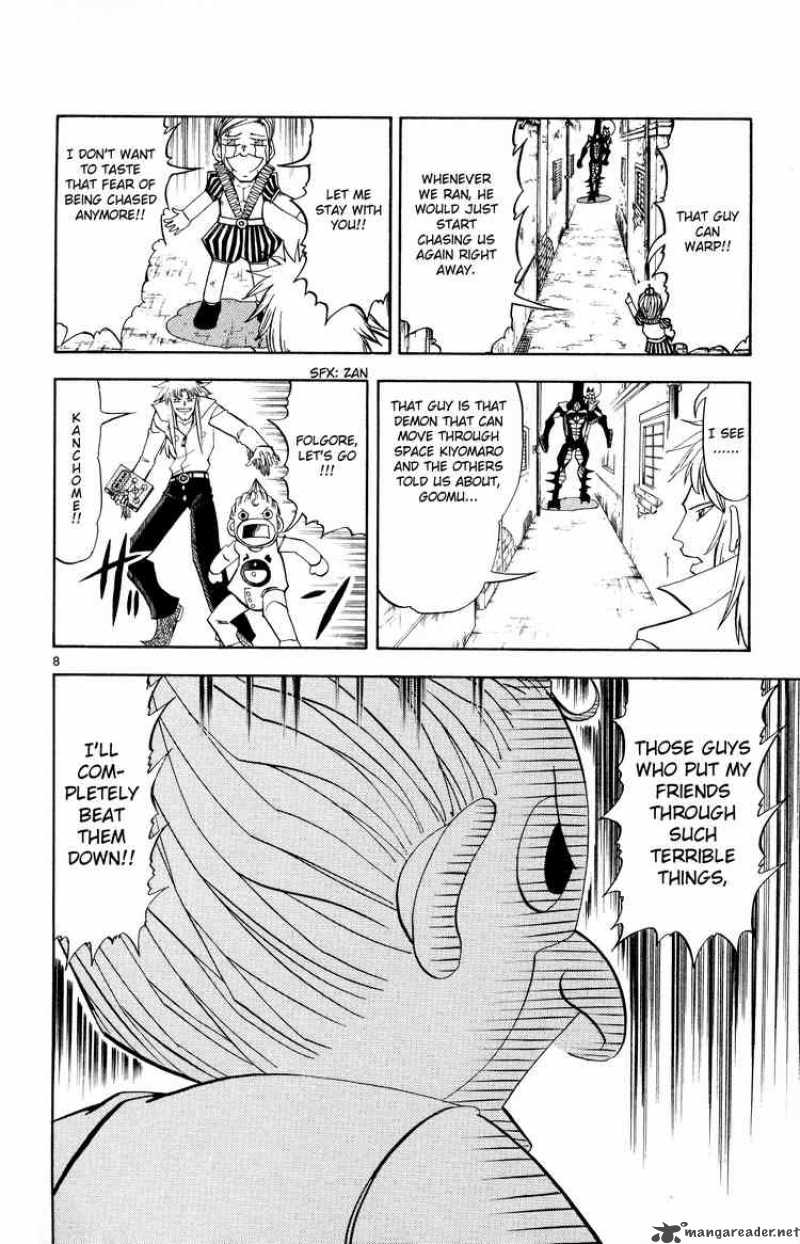 THAT GUY
CAN
WARP!!
WHENEVER
WE RAN, HE
WOULD JUST
START
CHASING US
AGAIN RIGHT
AWAY.
LET ME
STAY WITH
YOU!!
I DON'T WANT
TO TASTE
THAT FEAR OF
BEING CHASED
ANYMORE!!
I SEE
......
THAT GUY IS THAT
DEMON THAT CAN
MOVE THROUGH
SPACE KIYOMARO
AND THE OTHERS
TOLD US ABOUT,
GOOMU...
SFX: ZAN
FOLGORE,
LET'S GO
!!!
KANCHOME!!
8
THOSE GUYS
WHO PUT MY
FRIENDS
THROUGH
SUCH
TERRIBLE
THINGS,
I'LL
COM-
PLETELY
BEAT
THEM
DOWN!!
mangareader.net